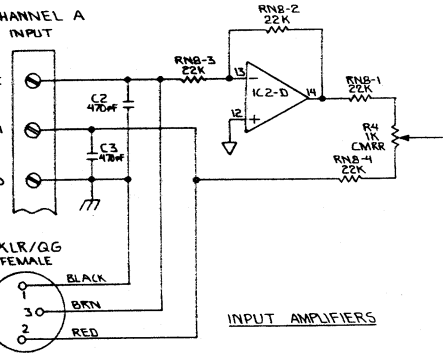 CHANNEL A
INPUT
RN8-2
22K
RN8-3
22K
13
14
12
IC2-D
RN8-1
22K
C2
470PF
R4
1K
CMRR
C3
470PF
RN8-4
22K
XLR/QG
FEMALE
BLACK
1
3
BRN
2
RED
INPUT AMPLIFIERS